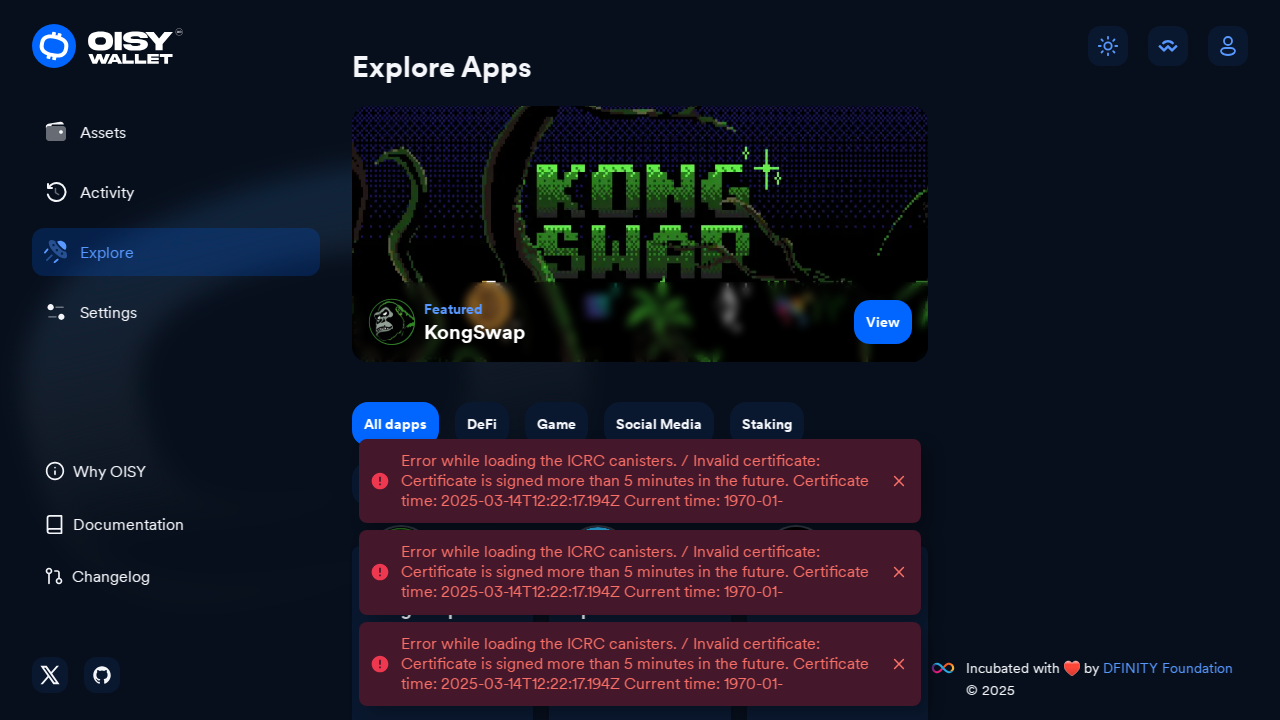 OISY
WALLET
Explore Apps
Assets
Activity
Explore
Settings
KONG
SWAP
Featured
KongSwap
View
All dapps
DeFi
Game
Social Media
Staking
Error while loading the ICRC canisters. / Invalid certificate:
Certificate is signed more than 5 minutes in the future. Certificate
time: 2025-03-14T12:22:17.194Z Current time: 1970-01-
Error while loading the ICRC canisters. / Invalid certificate:
Certificate is signed more than 5 minutes in the future. Certificate
time: 2025-03-14T12:22:17.194Z Current time: 1970-01-
Error while loading the ICRC canisters. / Invalid certificate:
Certificate is signed more than 5 minutes in the future. Certificate
time: 2025-03-14T12:22:17.194Z Current time: 1970-01-
Why OISY
Documentation
Changelog
Incubated with ❤️ by DFINITY Foundation
© 2025